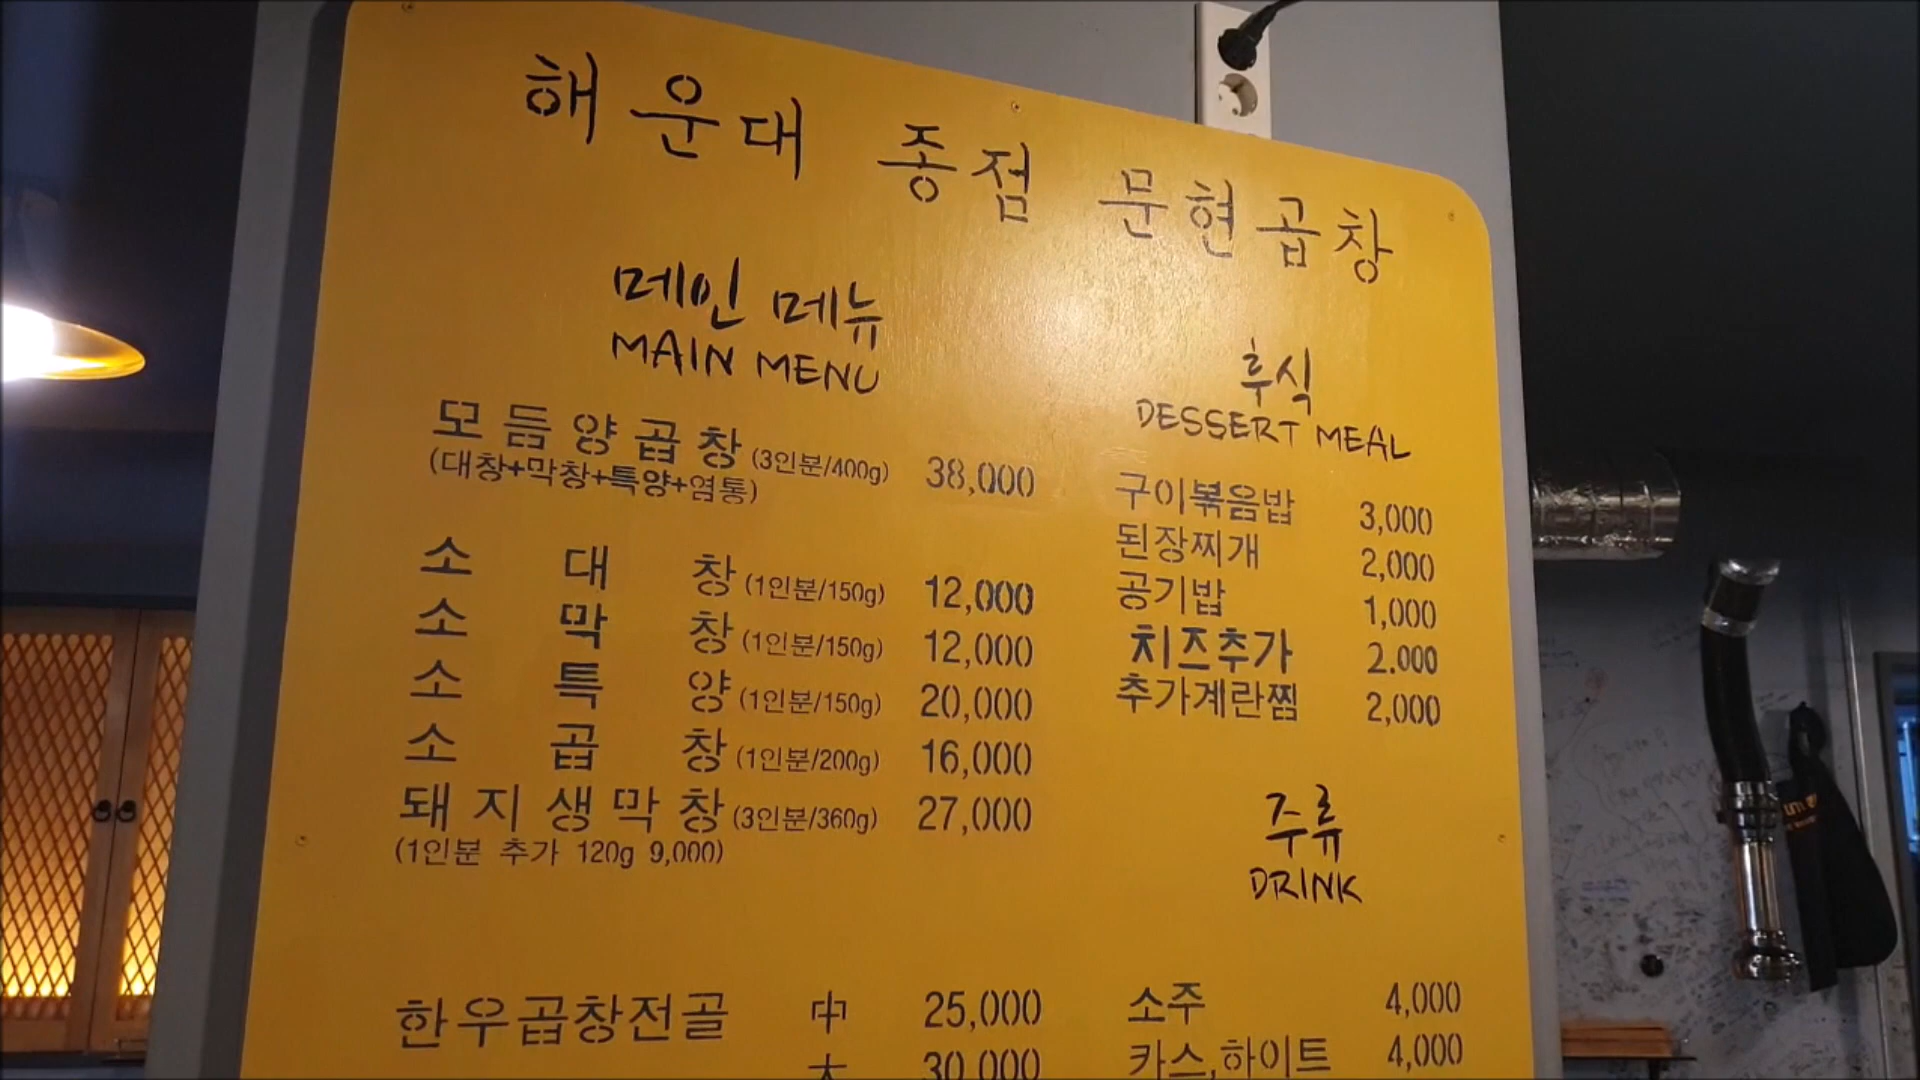 해운대 종점 문현곱창
메인 메뉴
MAIN MENU
모듬양곱창(3인분/400g) 38,000
(대창+막창+특양+염통)
소대창(1인분/150g) 12,000
소막창(1인분/150g) 12,000
소특양(1인분/150g) 20,000
소곱창(1인분/200g) 16,000
돼지생막창(3인분/360g) 27,000
(1인분 추가 120g 9,000)
한우곱창전골 中 25,000
大 30,000
후식
DESSERT MEAL
구이볶음밥 3,000
된장찌개 2,000
공기밥 1,000
치즈추가 2.000
추가계란찜 2,000
주류
DRINK
소주 4,000
카스,하이트 4,000